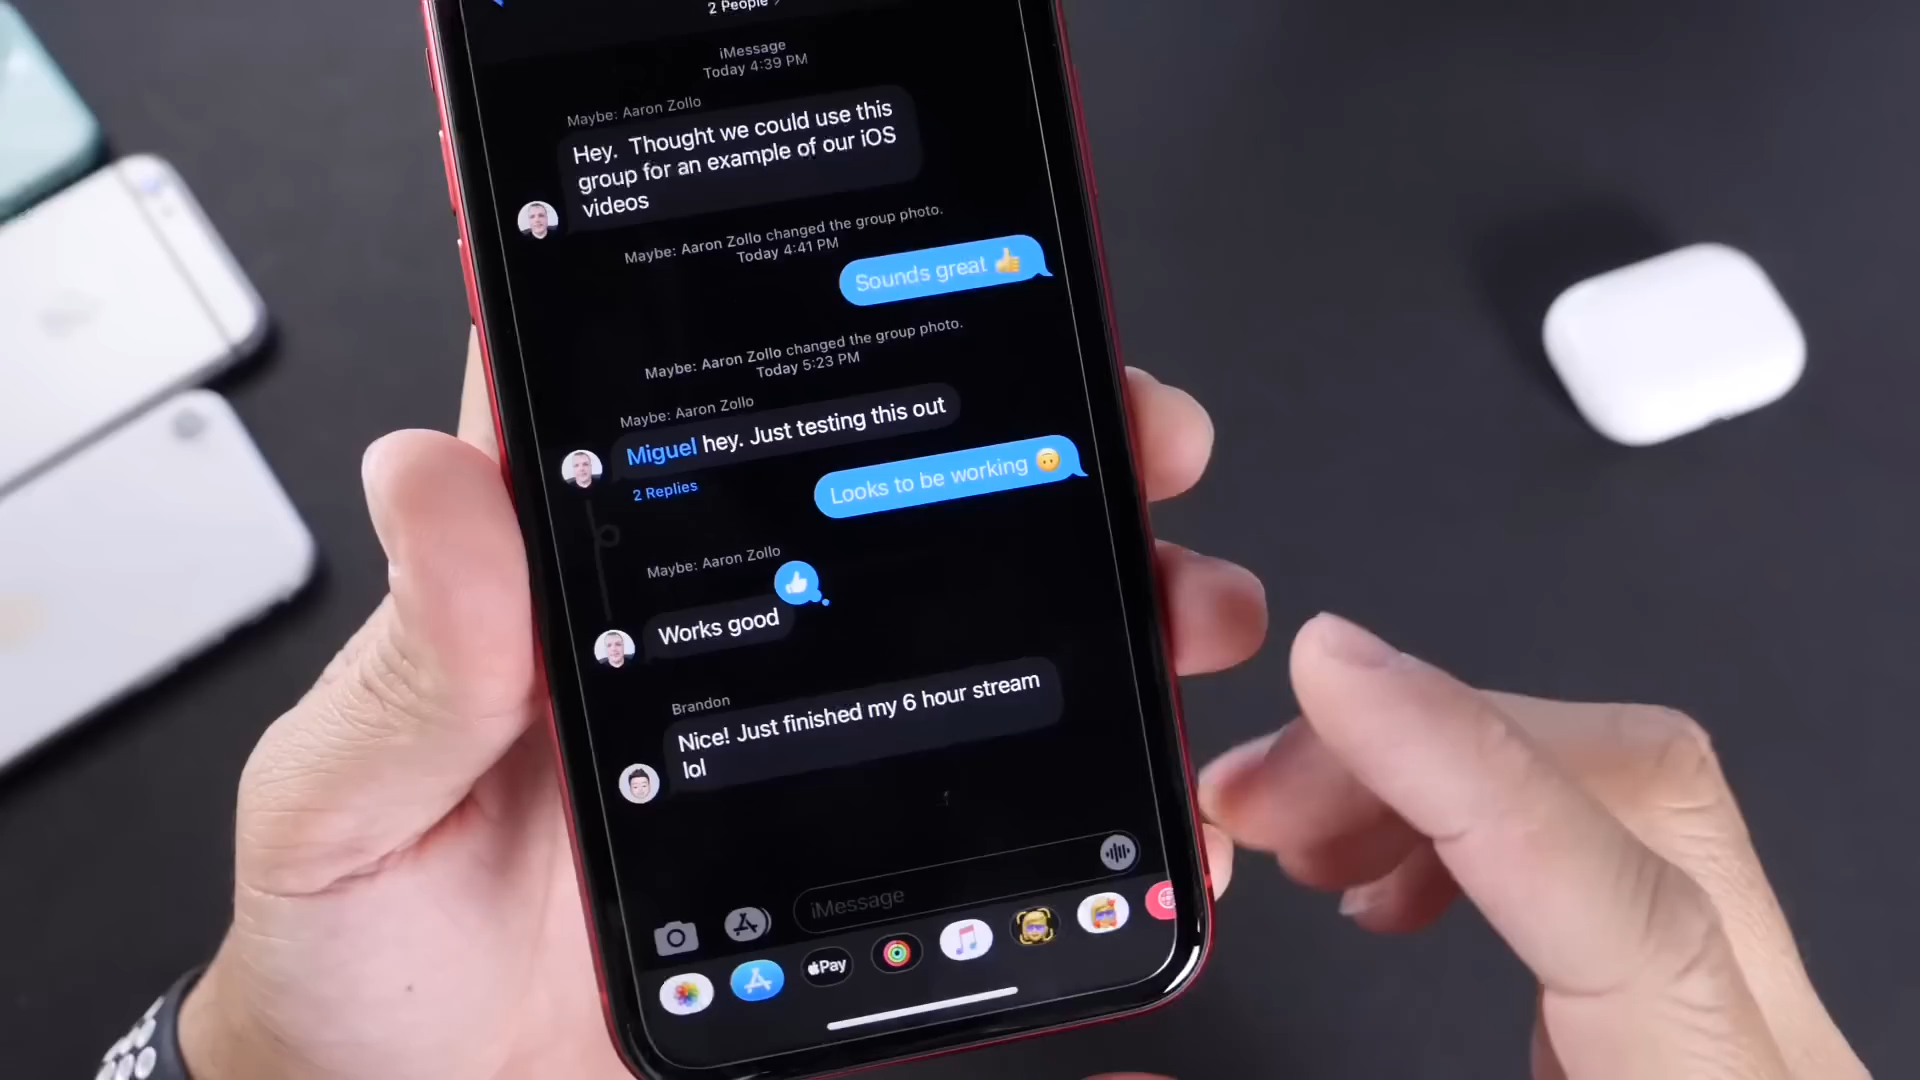 2 People
iMessage
Today 4:39 PM
Maybe: Aaron Zollo
Hey. Thought we could use this
group for an example of our iOS
videos
Maybe: Aaron Zollo changed the group photo.
Today 4:41 PM
Sounds great 👍
Maybe: Aaron Zollo changed the group photo.
Today 5:23 PM
Maybe: Aaron Zollo
Miguel hey. Just testing this out
2 Replies
Looks to be working 🙃
Maybe: Aaron Zollo
Works good
Brandon
Nice! Just finished my 6 hour stream
lol
iMessage
Pay